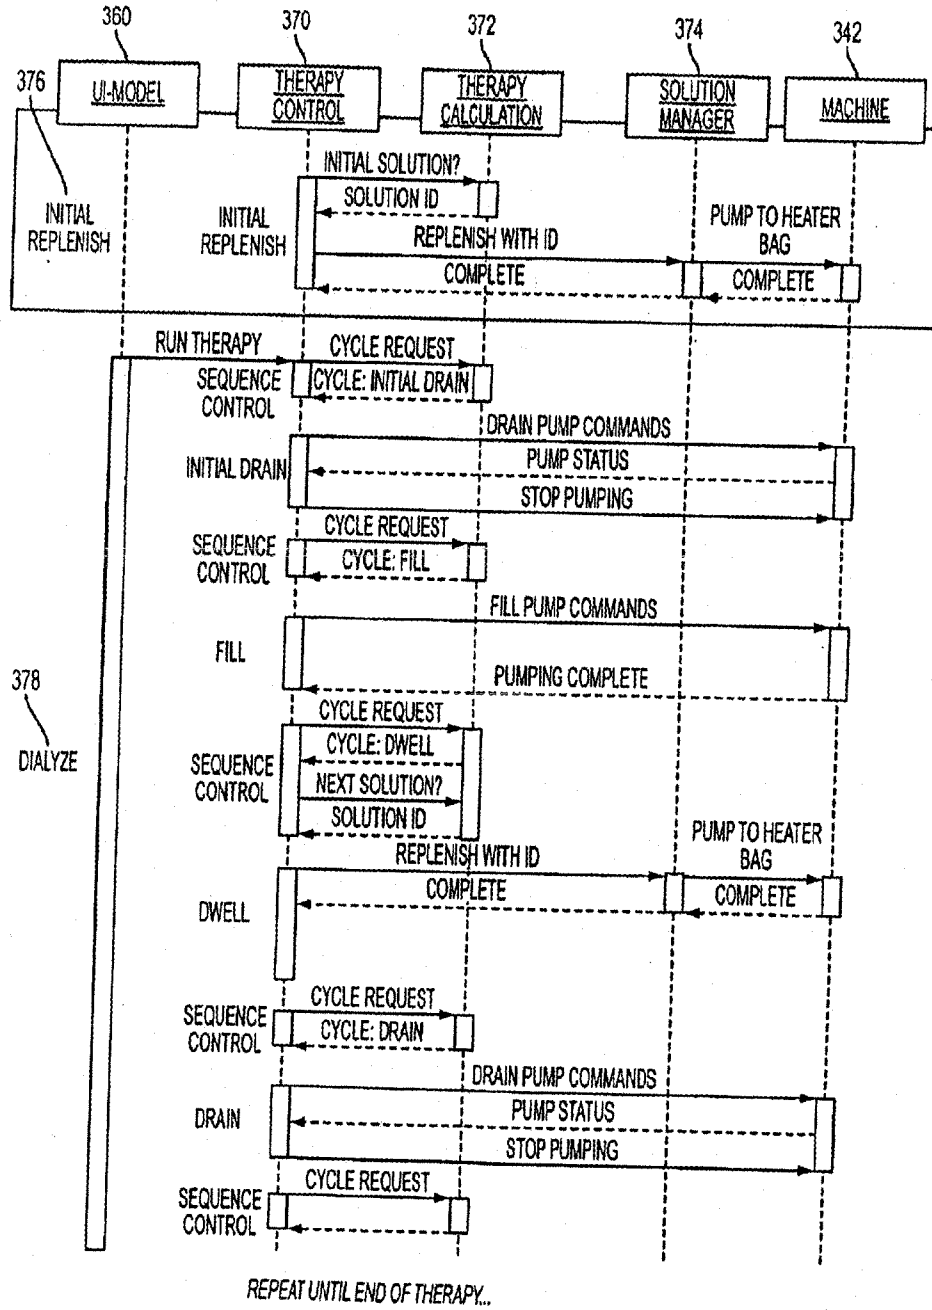 360
370
372
374
342
376
UI-MODEL
THERAPY
CONTROL
THERAPY
CALCULATION
SOLUTION
MANAGER
MACHINE
INITIAL
REPLENISH
INITIAL
REPLENISH
INITIAL SOLUTION?
SOLUTION ID
REPLENISH WITH ID
COMPLETE
PUMP TO HEATER
BAG
COMPLETE
RUN THERAPY
CYCLE REQUEST
SEQUENCE
CONTROL
CYCLE: INITIAL DRAIN
DRAIN PUMP COMMANDS
INITIAL DRAIN
PUMP STATUS
STOP PUMPING
CYCLE REQUEST
SEQUENCE
CONTROL
CYCLE: FILL
FILL PUMP COMMANDS
FILL
PUMPING COMPLETE
378
DIALYZE
CYCLE REQUEST
CYCLE: DWELL
SEQUENCE
CONTROL
NEXT SOLUTION?
SOLUTION ID
REPLENISH WITH ID
COMPLETE
PUMP TO HEATER
BAG
COMPLETE
DWELL
CYCLE REQUEST
SEQUENCE
CONTROL
CYCLE: DRAIN
DRAIN PUMP COMMANDS
DRAIN
PUMP STATUS
STOP PUMPING
CYCLE REQUEST
SEQUENCE
CONTROL
REPEAT UNTIL END OF THERAPY...